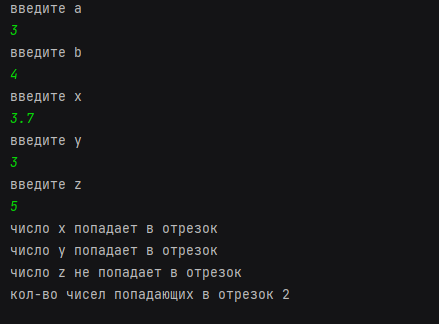 введите a
3
введите b
4
введите x
3.7
введите y
3
введите z
5
число x попадает в отрезок
число y попадает в отрезок
число z не попадает в отрезок
кол-во чисел попадающих в отрезок 2